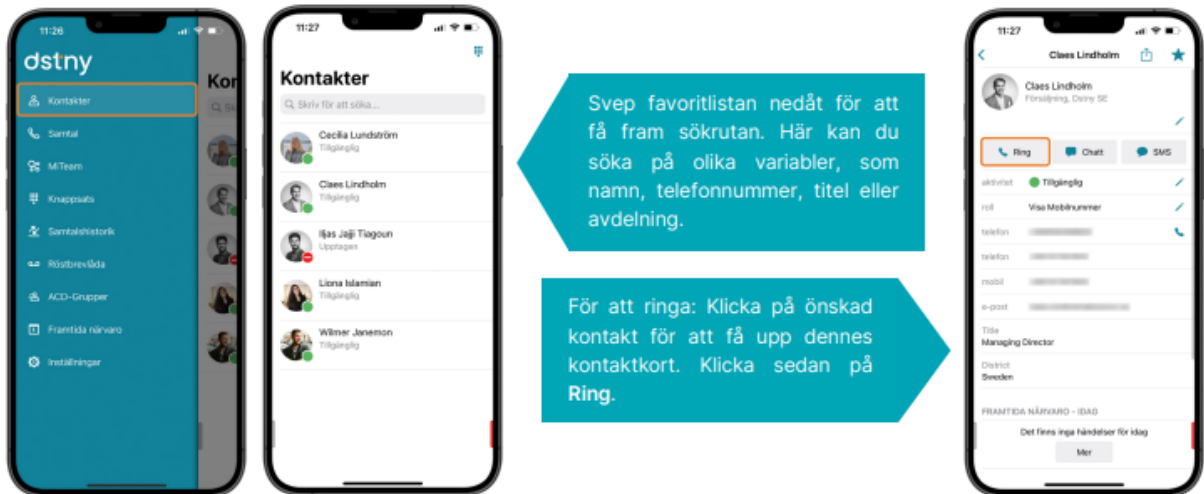 11:26
dstny
Kontakter
Samtal
MiTeam
Knappsats
Samtalshistorik
Röstbrevlåda
ACD-Grupper
Framtida närvaro
Inställningar
Kon
11:27
Kontakter
Skriv för att söka...
Cecilia Lundström
Tillgänglig
Claes Lindholm
Tillgänglig
Iljas Jajji Tiagoun
Upptagen
Liona Islamian
Tillgänglig
Wilmer Janemon
Tillgänglig
Svep favoritlistan nedåt för att
få fram sökrutan. Här kan du
söka på olika variabler, som
namn, telefonnummer, titel eller
avdelning.
För att ringa: Klicka på önskad
kontakt för att få upp dennes
kontaktkort. Klicka sedan på
Ring.
11:27
Claes Lindholm
Claes Lindholm
Försäljning, Dstny SE
Ring Chatt SMS
aktivitet Tillgänglig
roll Visa Mobilnummer
telefon
telefon
mobil
e-post
Title
Managing Director
District
Sweden
FRAMTIDA NÄRVARO - IDAG
Det finns inga händelser för idag
Mer